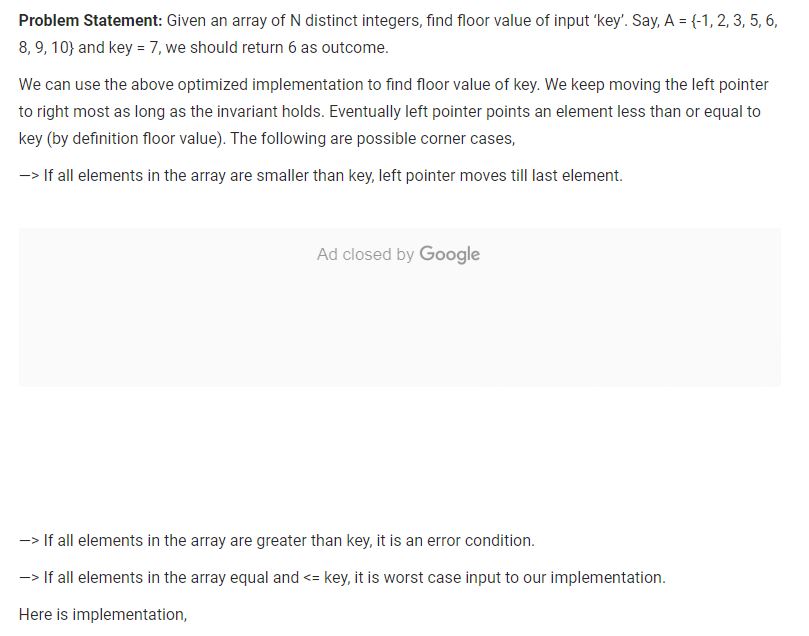 Problem Statement: Given an array of N distinct integers, find floor value of input ‘key’. Say, A = {-1, 2, 3, 5, 6,
8, 9, 10} and key = 7, we should return 6 as outcome.
We can use the above optimized implementation to find floor value of key. We keep moving the left pointer
to right most as long as the invariant holds. Eventually left pointer points an element less than or equal to
key (by definition floor value). The following are possible corner cases,
—> If all elements in the array are smaller than key, left pointer moves till last element.
Ad closed by Google
—> If all elements in the array are greater than key, it is an error condition.
—> If all elements in the array equal and <= key, it is worst case input to our implementation.
Here is implementation,